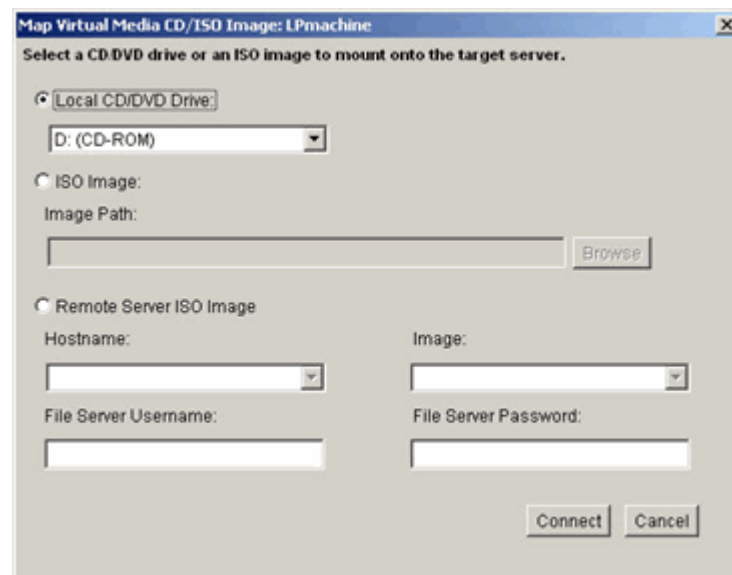 Map Virtual Media CD/ISO Image: LPmachine
Select a CD/DVD drive or an ISO image to mount onto the target server.
Local CD/DVD Drive:
D: (CD-ROM)
ISO Image:
Image Path:
Browse
Remote Server ISO Image
Hostname: Image:
File Server Username: File Server Password:
Connect Cancel